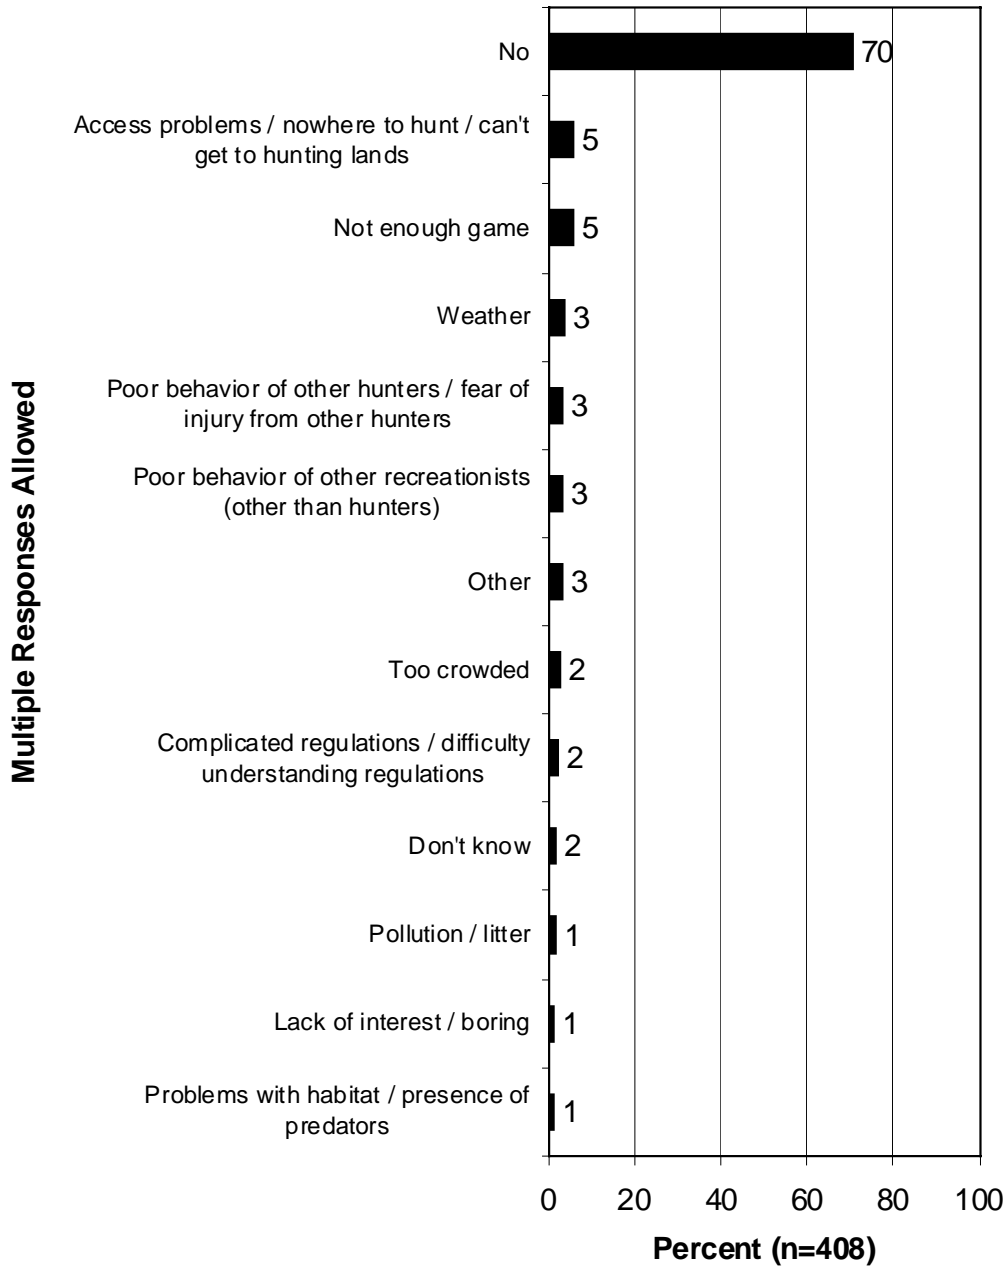 Multiple Responses Allowed
No
70
Access problems / nowhere to hunt / can't
get to hunting lands
5
Not enough game
5
Weather
3
Poor behavior of other hunters / fear of
injury from other hunters
3
Poor behavior of other recreationists
(other than hunters)
3
Other
3
Too crowded
2
Complicated regulations / difficulty
understanding regulations
2
Don't know
2
Pollution / litter
1
Lack of interest / boring
1
Problems with habitat / presence of
predators
1
0 20 40 60 80 100
Percent (n=408)